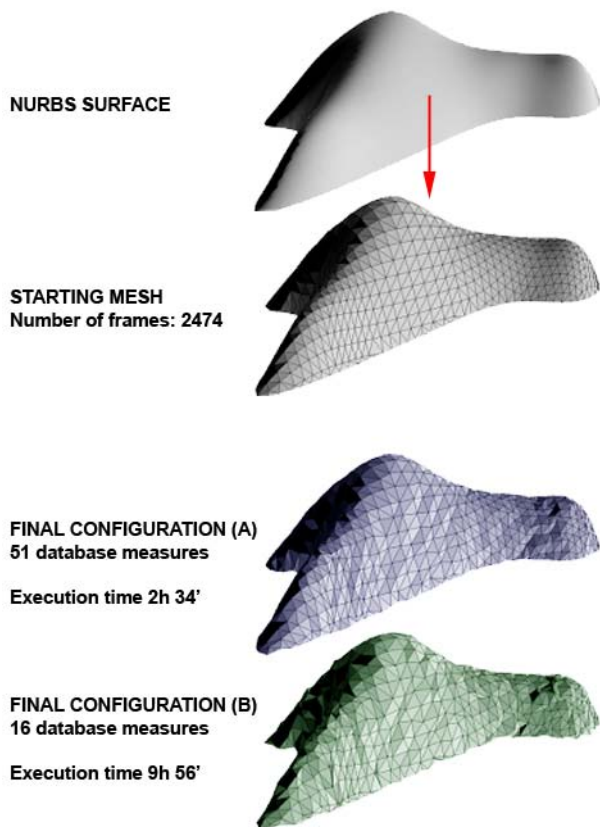 NURBS SURFACE
STARTING MESH
Number of frames: 2474
FINAL CONFIGURATION (A)
51 database measures
Execution time 2h 34’
FINAL CONFIGURATION (B)
16 database measures
Execution time 9h 56’